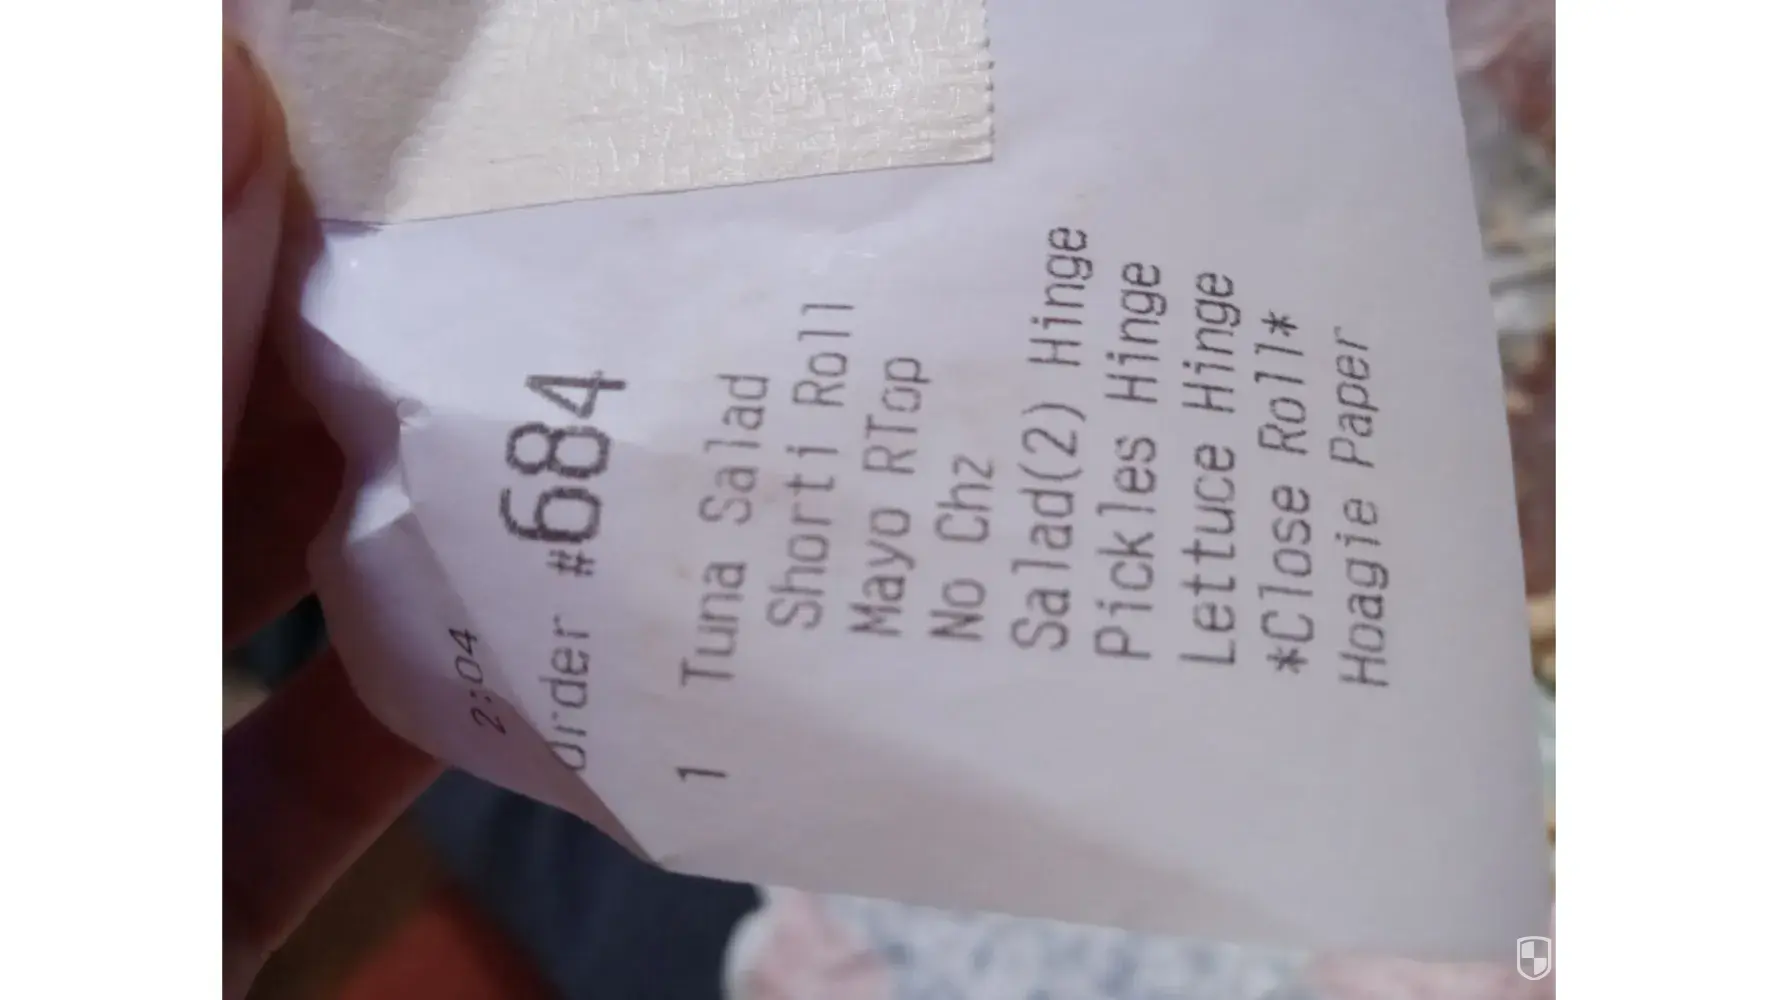 2:04
Order #684
1 Tuna Salad
Shorti Roll
Mayo RTop
No Chz
Salad(2) Hinge
Pickles Hinge
Lettuce Hinge
*Close Roll*
Hoagie Paper